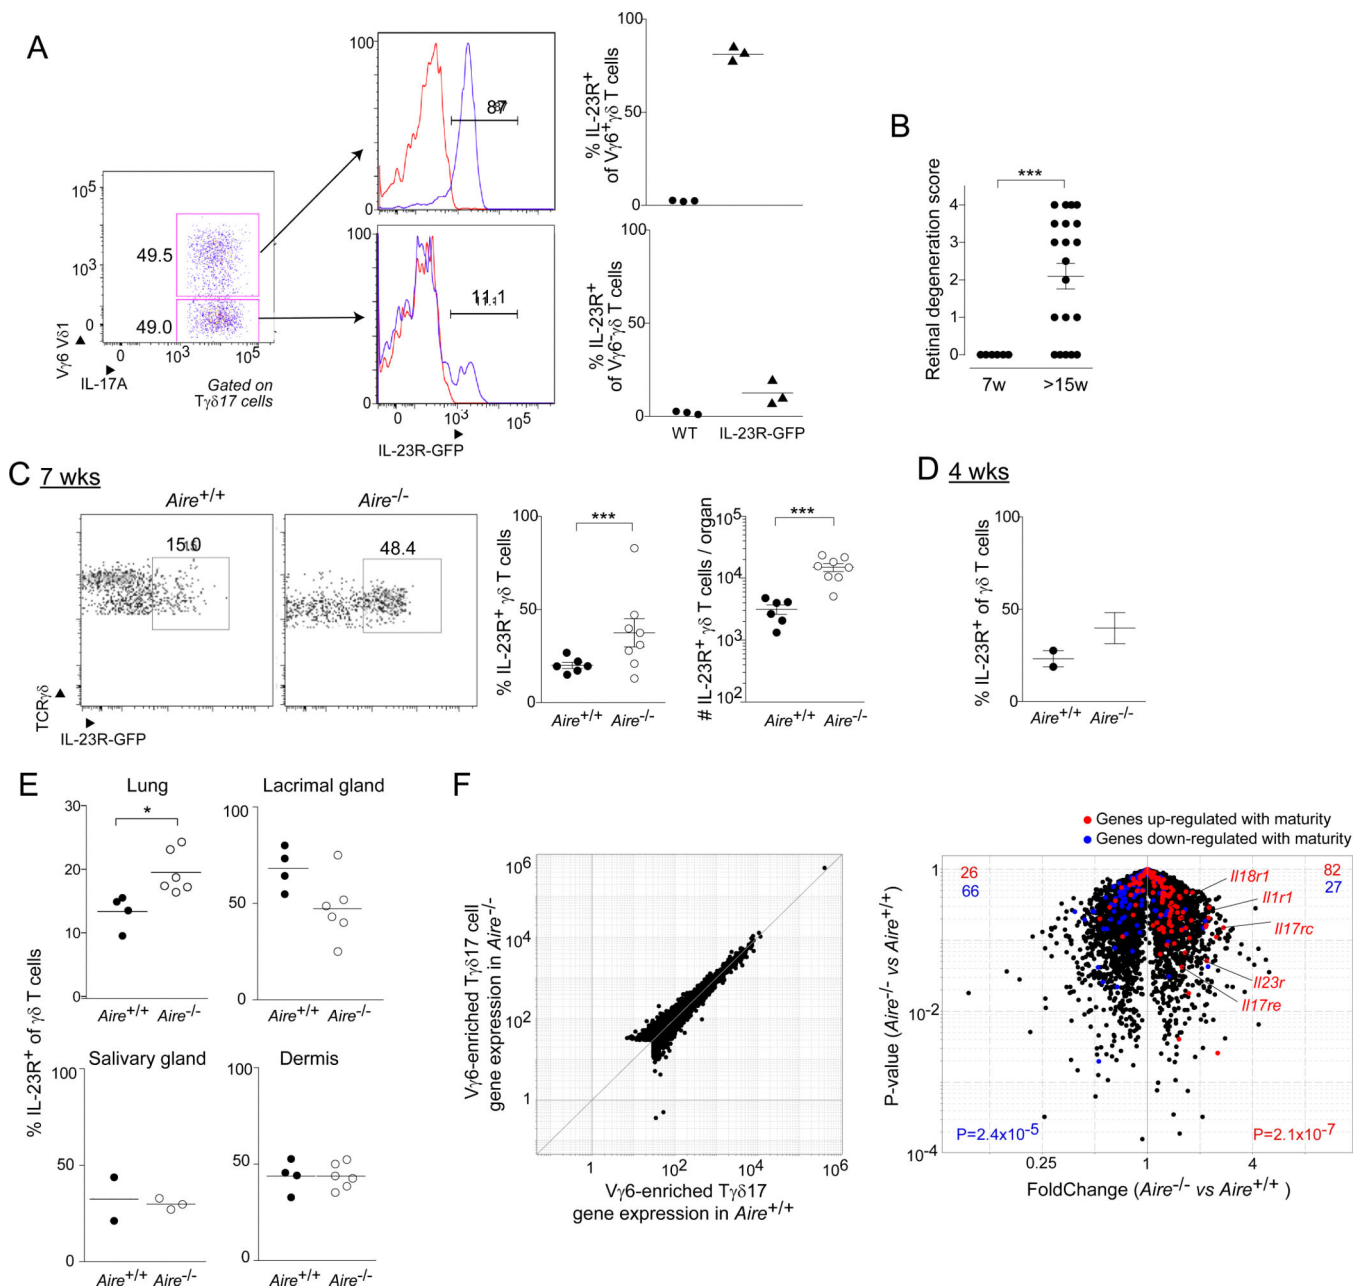 A
100
0
87
100
0
11.1
0
10³
10⁵
IL-23R-GFP
10⁵
10³
0
49.5
49.0
0
10³
10⁵
Vγ6 Vδ1
IL-17A
Gated on
Tγδ17 cells
100
50
0
% IL-23R⁺
of Vγ6⁺γδ T cells
100
50
0
% IL-23R⁺
of Vγ6⁻γδ T cells
WT
IL-23R-GFP
B
Retinal degeneration score
4
3
2
1
0
***
7w
>15w
C
7 wks
Aire+/+
Aire-/-
15.0
48.4
TCRγδ
IL-23R-GFP
% IL-23R⁺ γδ T cells
100
50
0
***
Aire+/+
Aire-/-
# IL-23R⁺ γδ T cells / organ
10⁵
10⁴
10³
10²
***
Aire+/+
Aire-/-
D
4 wks
% IL-23R⁺ of γδ T cells
100
50
0
Aire+/+
Aire-/-
E
% IL-23R⁺ of γδ T cells
Lung
30
20
10
0
*
Aire+/+
Aire-/-
Lacrimal gland
100
50
0
Aire+/+
Aire-/-
Salivary gland
100
50
0
Aire+/+
Aire-/-
Dermis
100
50
0
Aire+/+
Aire-/-
F
Vγ6-enriched Tγδ17 cell
gene expression in Aire-/-
10⁶
10⁴
10²
1
1
10²
10⁴
10⁶
Vγ6-enriched Tγδ17
gene expression in Aire+/+
Genes up-regulated with maturity
Genes down-regulated with maturity
P-value (Aire-/- vs Aire+/+)
1
10⁻²
10⁻⁴
26
66
82
27
Il18r1
Il1r1
Il17rc
Il23r
Il17re
P=2.4x10⁻⁵
P=2.1x10⁻⁷
0.25
1
4
FoldChange (Aire-/- vs Aire+/+ )